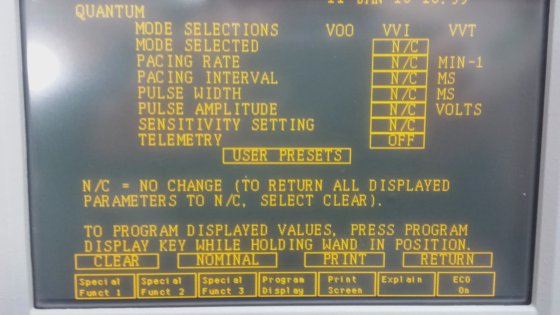 QUANTUM
MODE SELECTIONS VOO VVI VVT
MODE SELECTED N/C
PACING RATE N/C MIN-1
PACING INTERVAL N/C MS
PULSE WIDTH N/C MS
PULSE AMPLITUDE N/C VOLTS
SENSITIVITY SETTING N/C
TELEMETRY OFF
USER PRESETS
N/C = NO CHANGE (TO RETURN ALL DISPLAYED
PARAMETERS TO N/C, SELECT CLEAR).
TO PROGRAM DISPLAYED VALUES, PRESS PROGRAM
DISPLAY KEY WHILE HOLDING WAND IN POSITION.
CLEAR NOMINAL PRINT RETURN
Special Special Special Program Print Explain ECG
Funct 1 Funct 2 Funct 3 Display Screen On